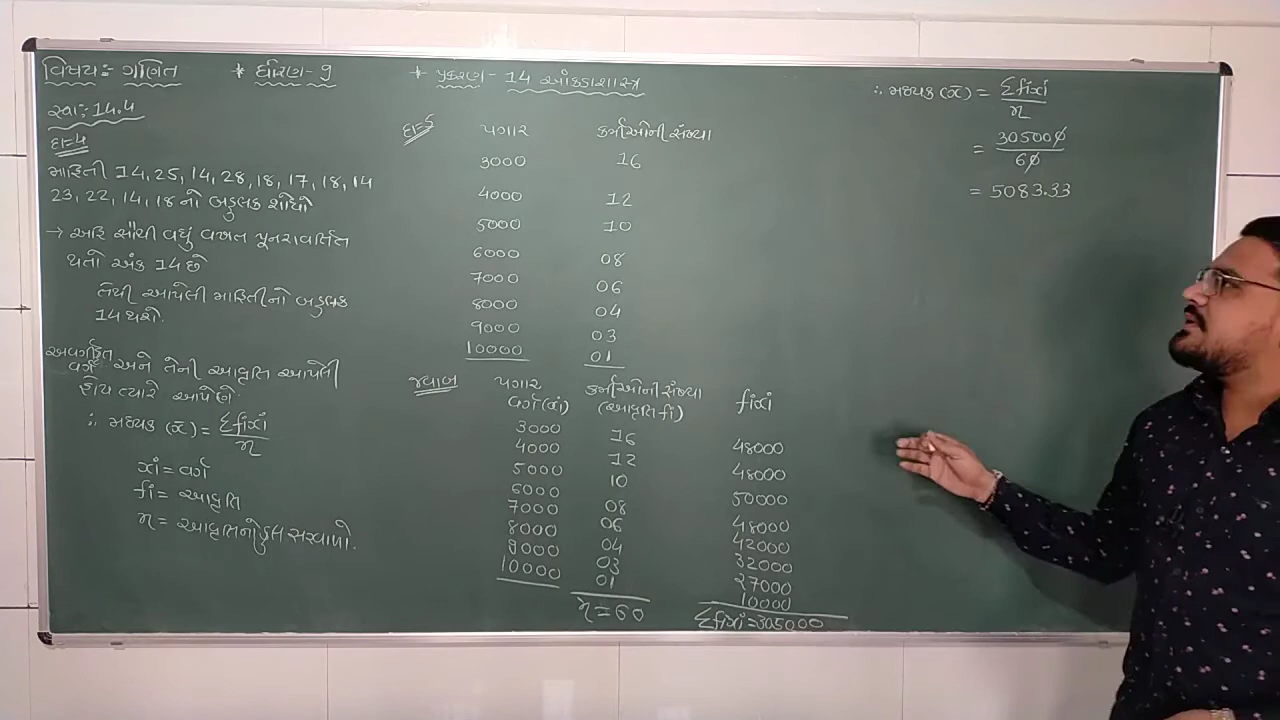 વિષય:- ગણિત * ધોરણ- 9 * પ્રકરણ- 14 આંકડાશાસ્ત્ર
સ્વા:- 14.4
દા=4
માહિતી 14, 25, 14, 28, 18, 17, 18, 14
23, 22, 14, 18 નો બહુલક શોધો
→ અહિ સૌથી વધુ વખત પુનરાવર્તિત
થતો અંક 14 છે
તેથી આપેલી માહિતીનો બહુલક
14 થશે.
અવર્ગીકૃત
વર્ગ અને તેની આવૃત્તિ આપેલી
હોય ત્યારે આપેણે
∴ મધ્યક (x̄) = Σfixi / n
xi = વર્ગ
fi = આવૃત્તિ
n = આવૃત્તિનો કુલ સરવાળો.
દા=5 પગાર કર્મીઓની સંખ્યા
3000 16
4000 12
5000 10
6000 08
7000 06
8000 04
9000 03
10000 01
જવાબ પગાર કર્મીઓની સંખ્યા
વર્ગ (xi) (આવૃત્તિ fi) fixi
3000 16 48000
4000 12 48000
5000 10 50000
6000 08 48000
7000 06 42000
8000 04 32000
9000 03 27000
10000 01 10000
n = 60 Σfixi = 305000
∴ મધ્યક (x̄) = Σfixi / n
= 305000 / 60
= 5083.33